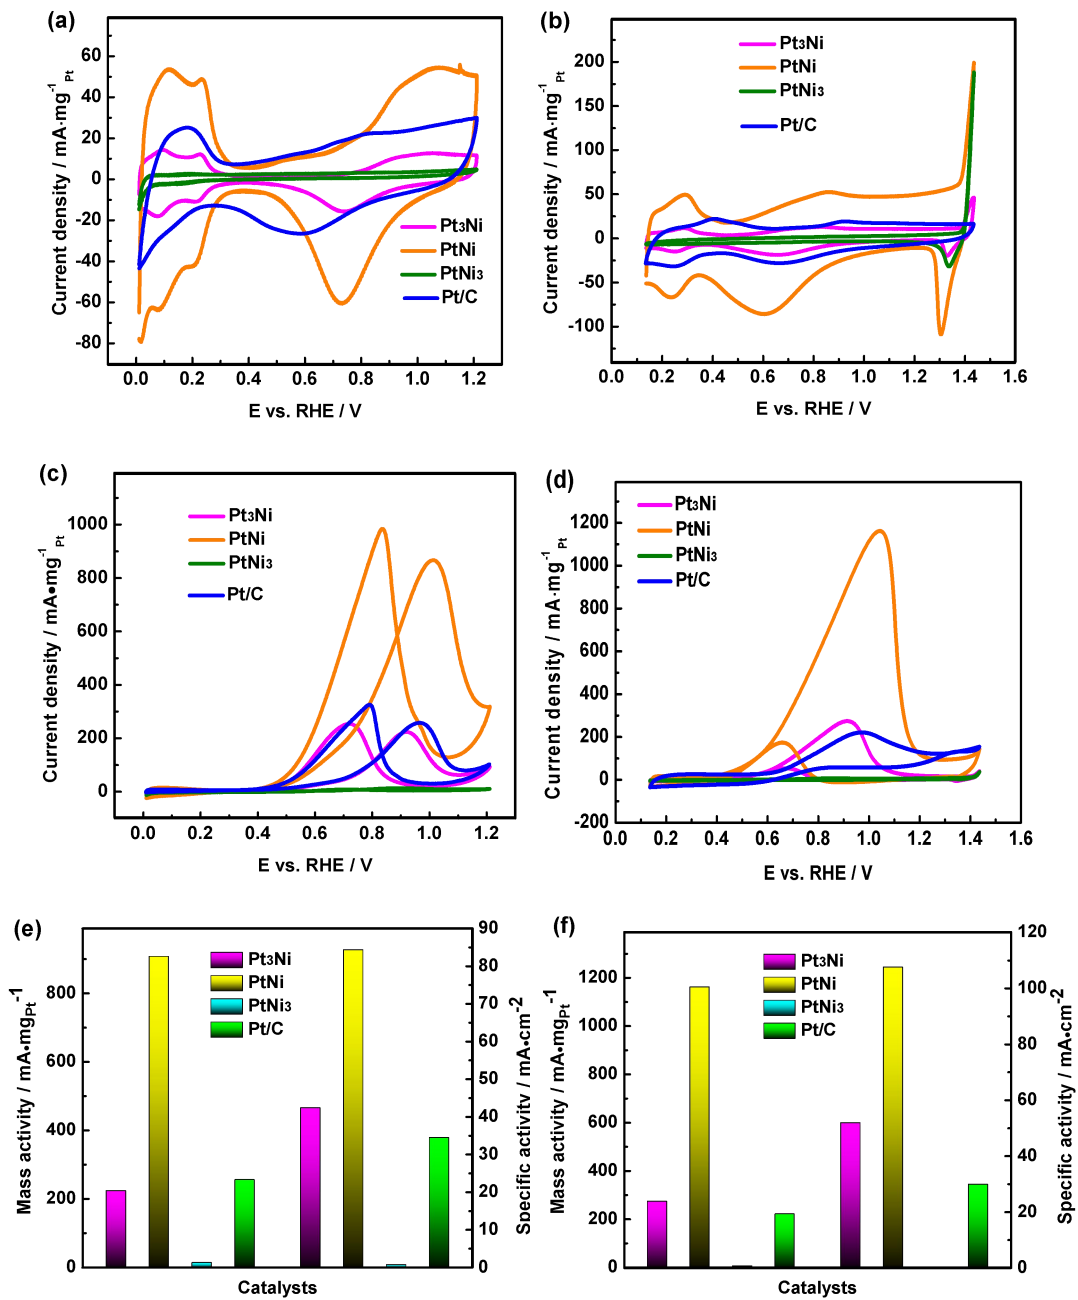 (a)
Current density / mA·mg⁻¹Pt
60
40
20
0
-20
-40
-60
-80
Pt3Ni
PtNi
PtNi3
Pt/C
0.0 0.2 0.4 0.6 0.8 1.0 1.2
E vs. RHE / V
(b)
Current density / mA·mg⁻¹Pt
200
150
100
50
0
-50
-100
Pt3Ni
PtNi
PtNi3
Pt/C
0.0 0.2 0.4 0.6 0.8 1.0 1.2 1.4 1.6
E vs. RHE / V
(c)
Current density / mA•mg⁻¹Pt
1000
800
600
400
200
0
Pt3Ni
PtNi
PtNi3
Pt/C
0.0 0.2 0.4 0.6 0.8 1.0 1.2
E vs. RHE / V
(d)
Current density / mA·mg⁻¹Pt
1200
1000
800
600
400
200
0
-200
Pt3Ni
PtNi
PtNi3
Pt/C
0.0 0.2 0.4 0.6 0.8 1.0 1.2 1.4 1.6
E vs. RHE / V
(e)
Mass activity / mA•mgPt-1
800
600
400
200
0
Pt3Ni
PtNi
PtNi3
Pt/C
90
80
70
60
50
40
30
20
10
0
Specific activity / mA•cm-2
Catalysts
(f)
Mass activity / mA•mgPt-1
1200
1000
800
600
400
200
0
Pt3Ni
PtNi
PtNi3
Pt/C
120
100
80
60
40
20
0
Specific activity / mA•cm-2
Catalysts